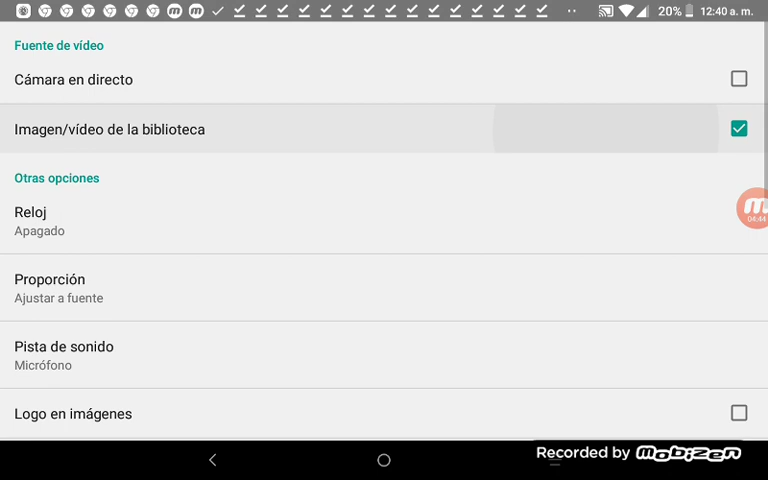 20% 12:40 a. m.
Fuente de vídeo
Cámara en directo
Imagen/vídeo de la biblioteca
Otras opciones
Reloj
Apagado
04:44
Proporción
Ajustar a fuente
Pista de sonido
Micrófono
Logo en imágenes
Recorded by mobizen